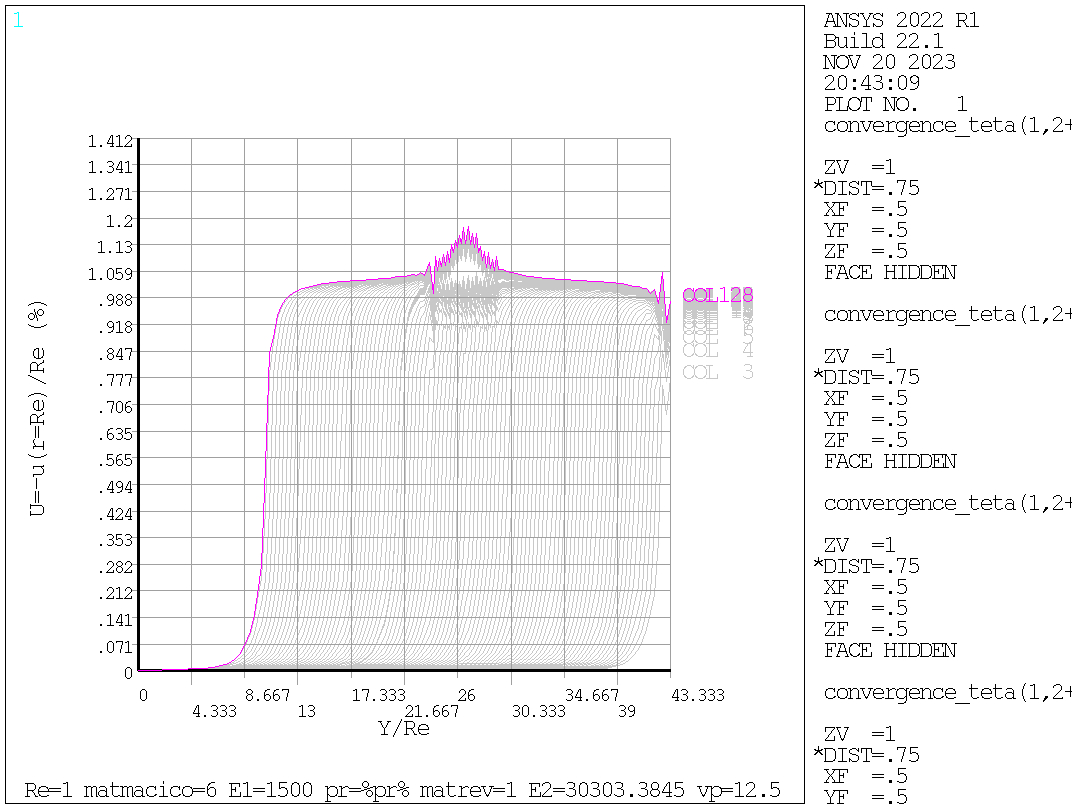 1
ANSYS 2022 R1
Build 22.1
NOV 20 2023
20:43:09
PLOT NO.   1
convergence_teta(1,2+
ZV  =1
*DIST=.75
XF  =.5
YF  =.5
ZF  =.5
FACE HIDDEN
convergence_teta(1,2+
ZV  =1
*DIST=.75
XF  =.5
YF  =.5
ZF  =.5
FACE HIDDEN
convergence_teta(1,2+
ZV  =1
*DIST=.75
XF  =.5
YF  =.5
ZF  =.5
FACE HIDDEN
convergence_teta(1,2+
ZV  =1
*DIST=.75
XF  =.5
YF  =.5
1.412
1.341
1.271
1.2
1.13
1.059
.988
.918
.847
.777
.706
.635
.565
.494
.424
.353
.282
.212
.141
.071
0
U=-u(r=Re)/Re (%)
COL128
COL   4
COL   3
0
8.667
17.333
26
34.667
43.333
4.333
13
21.667
30.333
39
Y/Re
Re=1 matmacico=6 E1=1500 pr=%pr% matrev=1 E2=30303.3845 vp=12.5